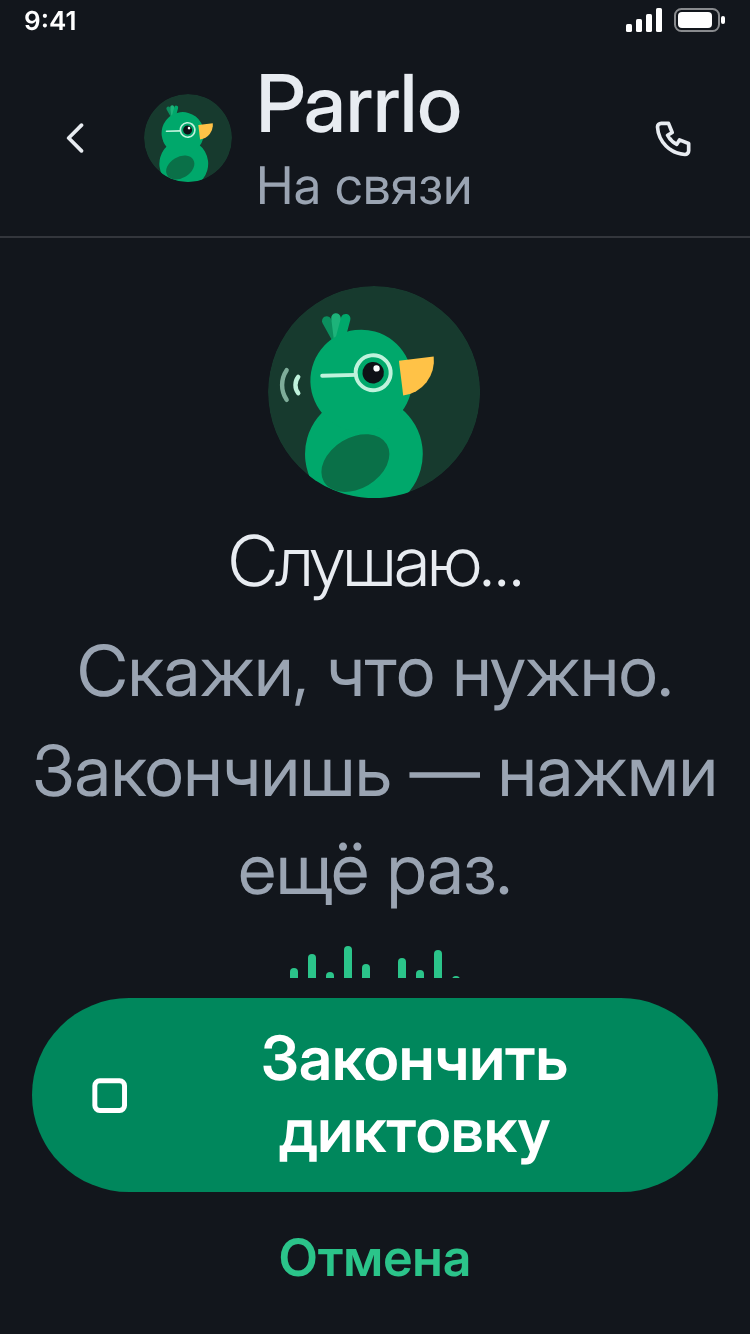 9:41
Parrlo
На связи
Слушаю...
Скажи, что нужно.
Закончишь — нажми
ещё раз.
Закончить
диктовку
Отмена